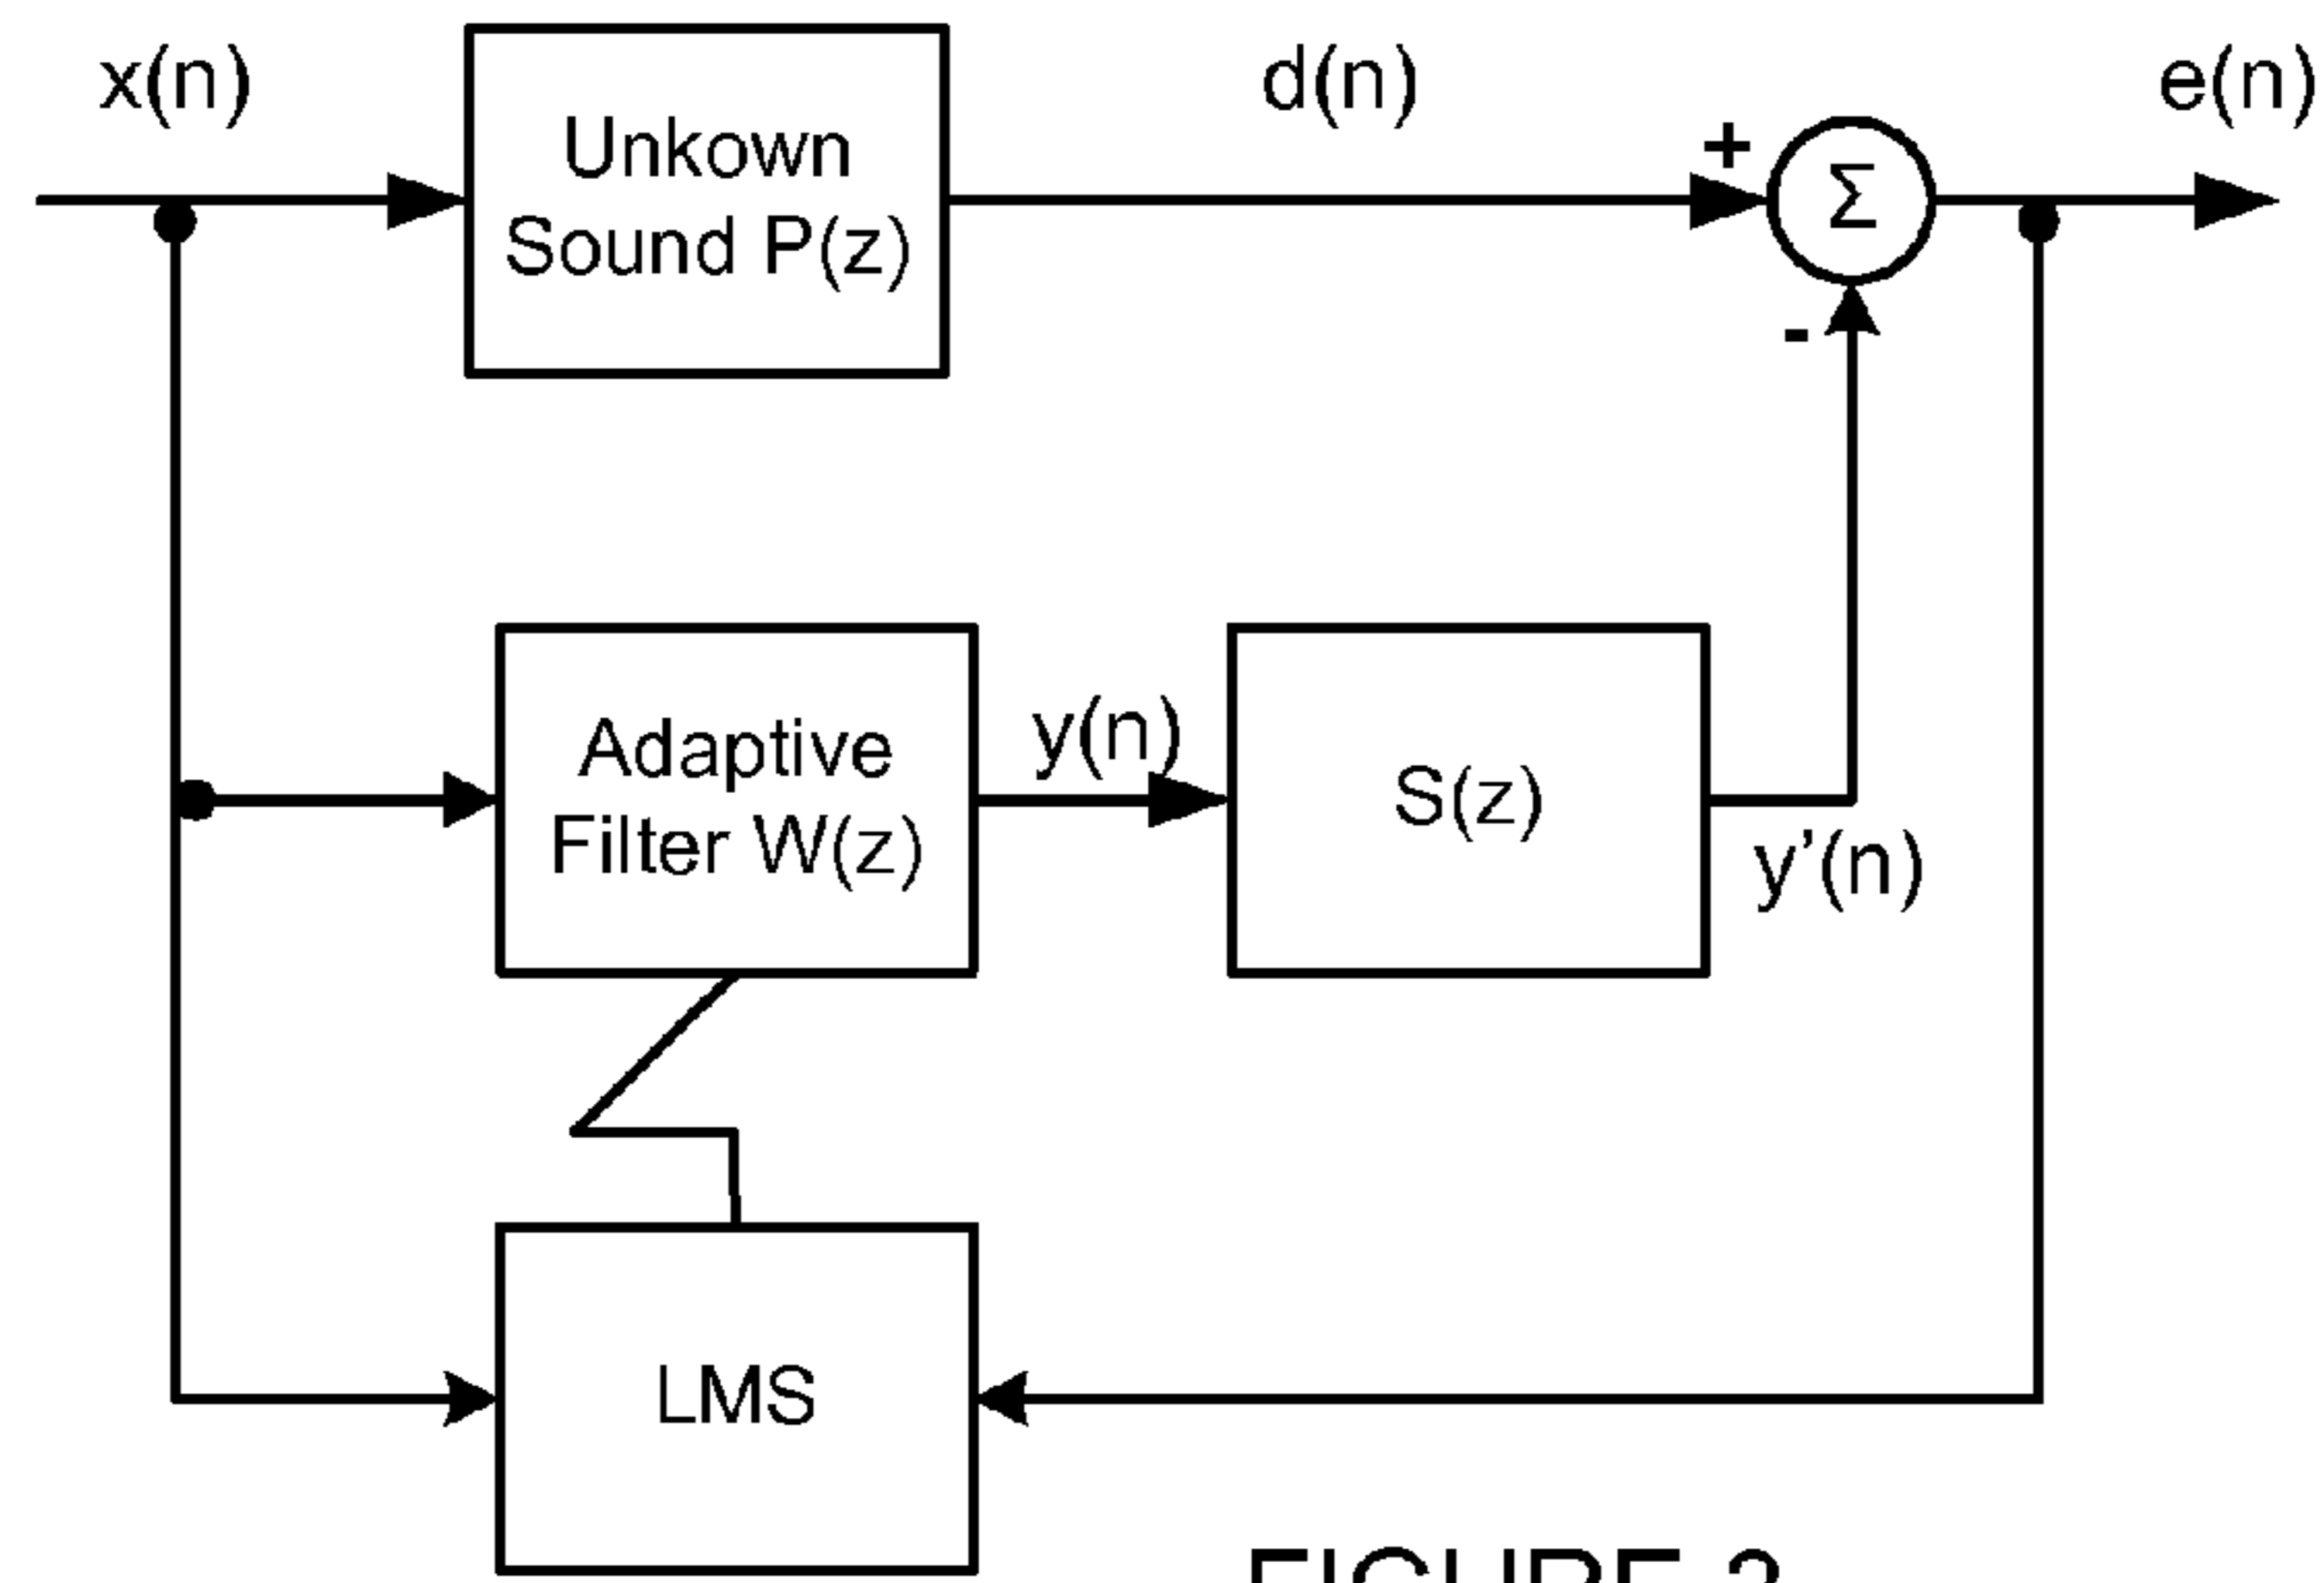 x(n)
Unkown
Sound P(z)
d(n)
+
Σ
e(n)
-
Adaptive
Filter W(z)
y(n)
S(z)
y’(n)
LMS